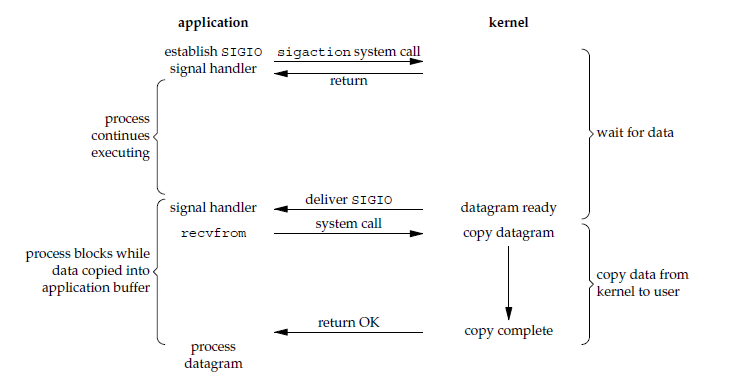 application
kernel
establish SIGIO
signal handler
sigaction system call
return
process
continues
executing
wait for data
signal handler
deliver SIGIO
datagram ready
recvfrom
system call
copy datagram
process blocks while
data copied into
application buffer
copy data from
kernel to user
return OK
copy complete
process
datagram